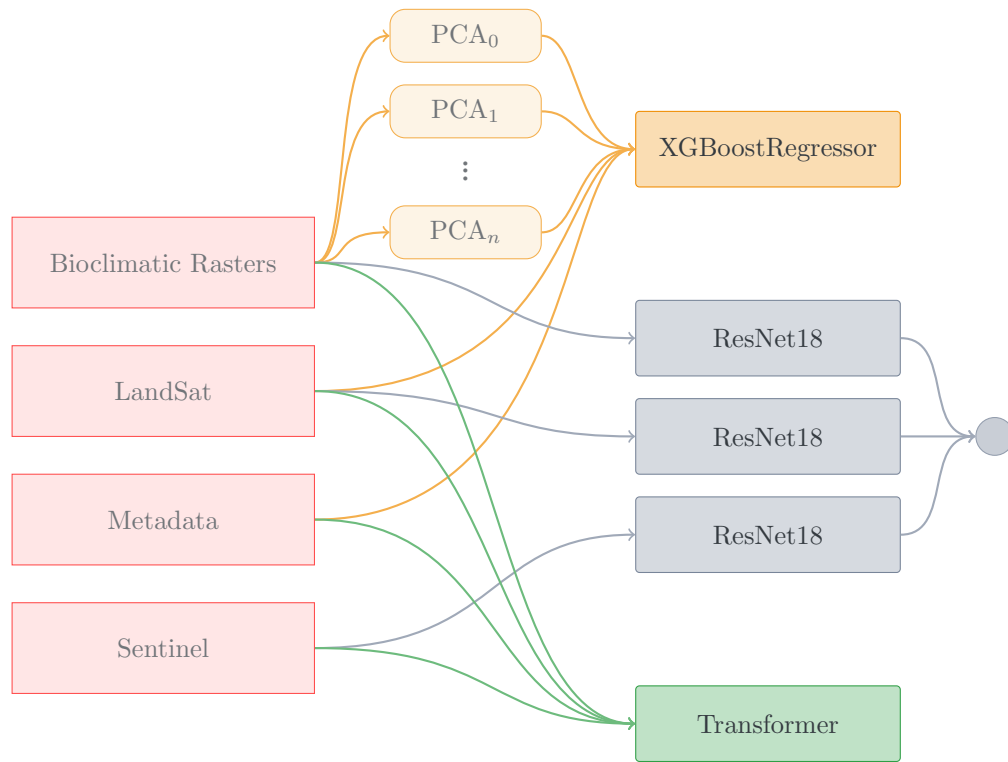 PCA₀
PCA₁
⋮
PCAₙ
XGBoostRegressor
Bioclimatic Rasters
LandSat
Metadata
Sentinel
ResNet18
ResNet18
ResNet18
Transformer